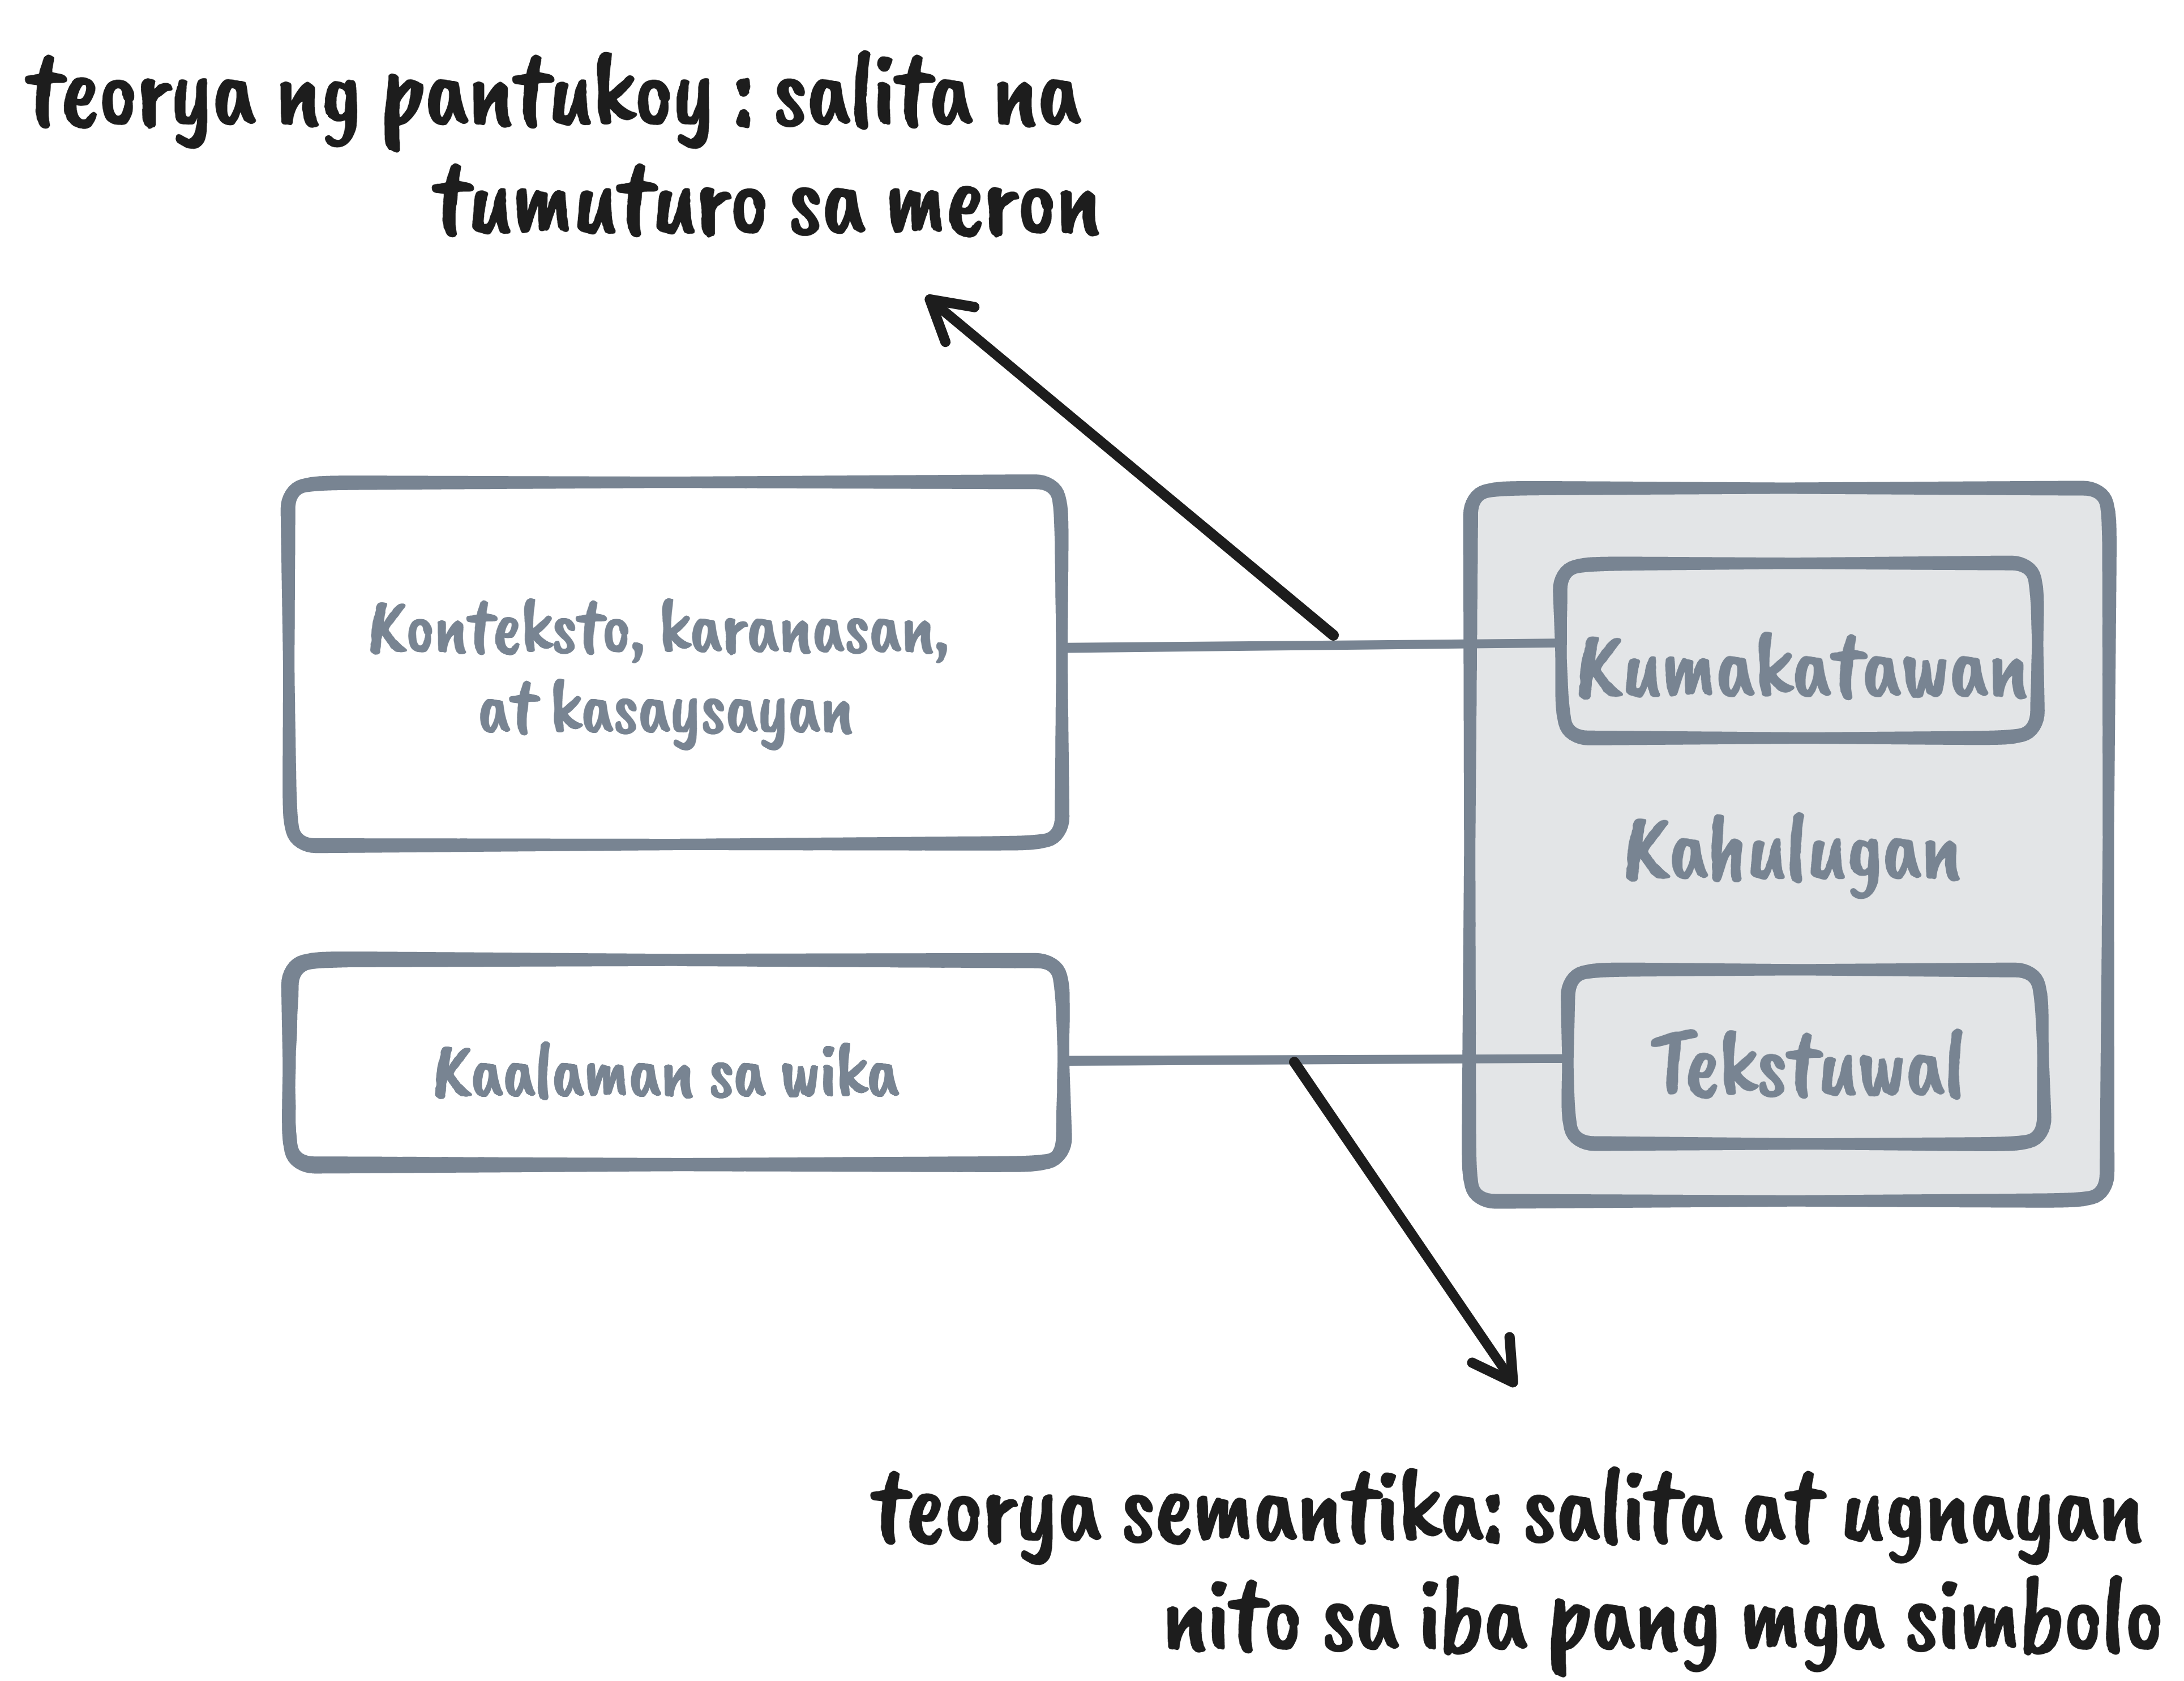 teorya ng pantukoy : salita na
tumuturo sa meron
Konteksto, karanasan,
at kasaysayan
Kumakatawan
Kahulugan
Kaalaman sa wika
Tekstuwal
teorya semantika: salita at ugnayan
nito sa iba pang mga simbolo